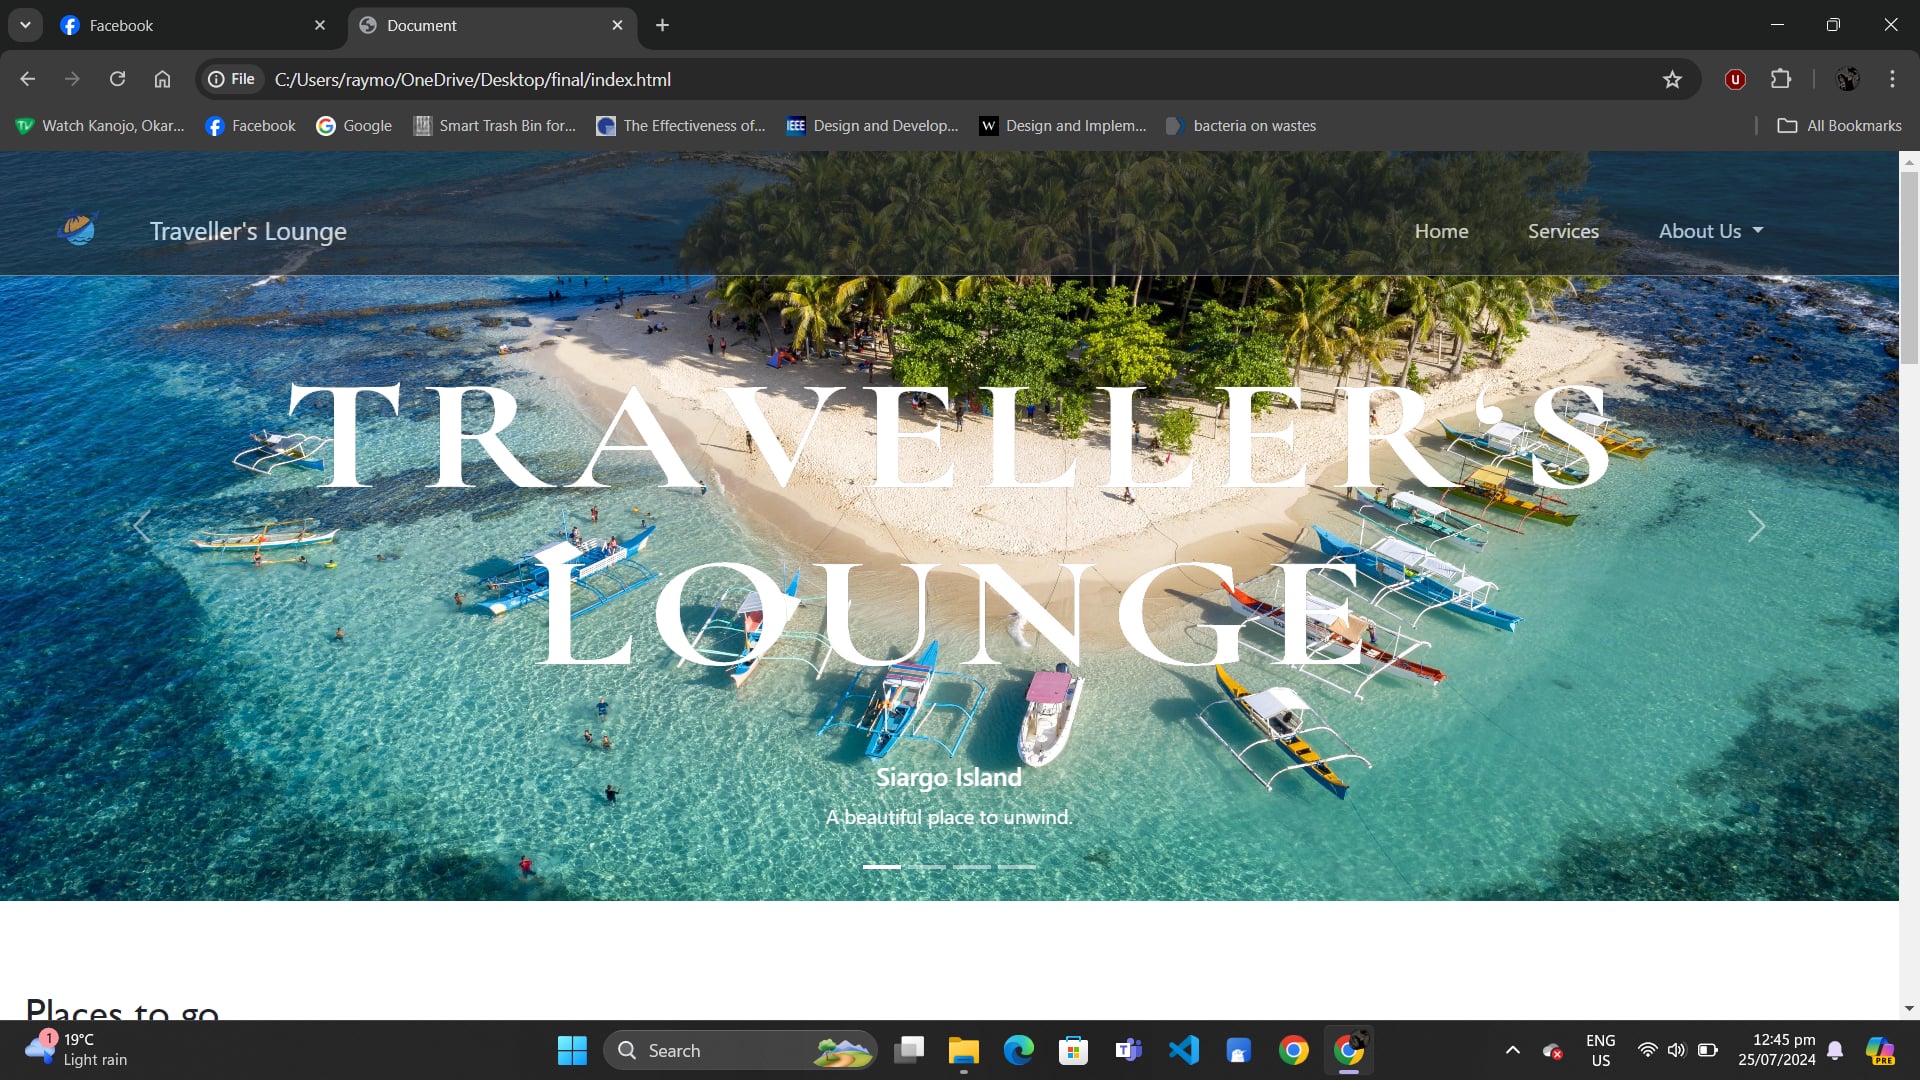 Facebook
Document
File
C:/Users/raymo/OneDrive/Desktop/final/index.html
U
Watch Kanojo, Okar...
Facebook
Google
Smart Trash Bin for...
The Effectiveness of...
IEEE
Design and Develop...
W
Design and Implem...
bacteria on wastes
All Bookmarks
Traveller's Lounge
Home
Services
About Us
TRAVELLER‘S
LOUNGE
Siargo Island
A beautiful place to unwind.
Places to go
1
19°C
Light rain
Search
ENG
US
12:45 pm
25/07/2024
PRE